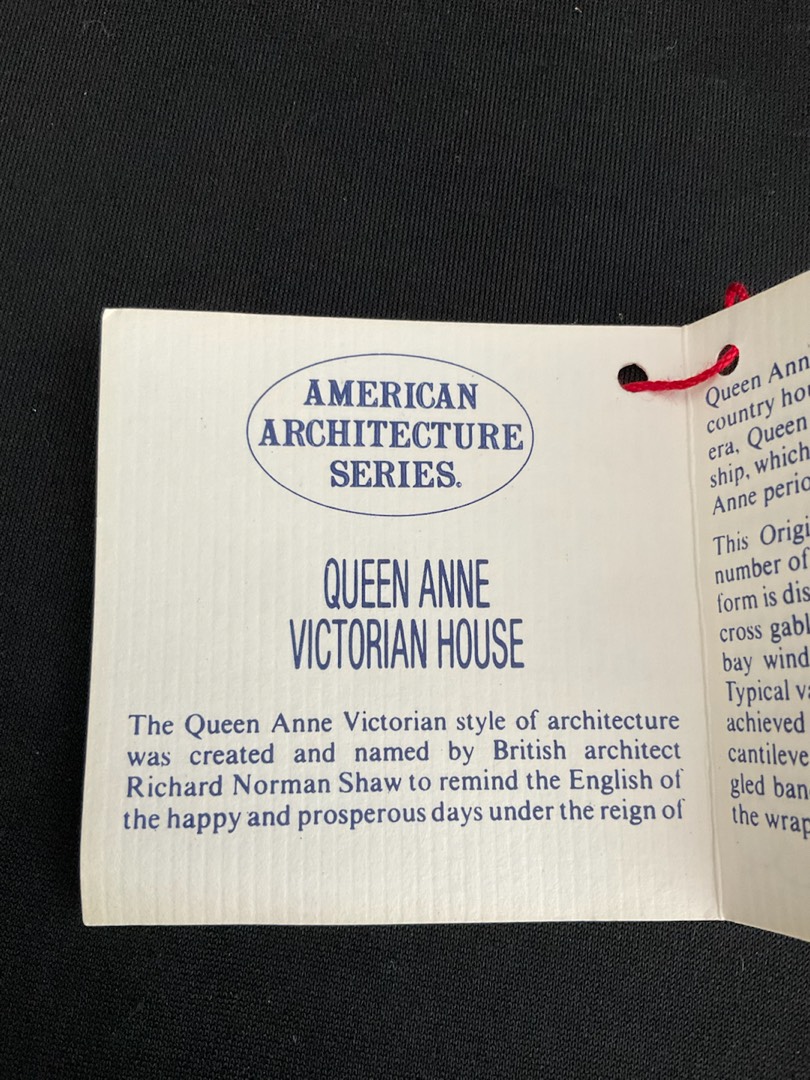 AMERICAN
ARCHITECTURE
SERIES.
QUEEN ANNE
VICTORIAN HOUSE
The Queen Anne Victorian style of architecture
was created and named by British architect
Richard Norman Shaw to remind the English of
the happy and prosperous days under the reign of
Queen Ann
country hou
era, Queen
ship, which
Anne perio
This Origi
number of
form is dis
cross gabl
bay wind
Typical va
achieved
cantileve
gled ban
the wrap